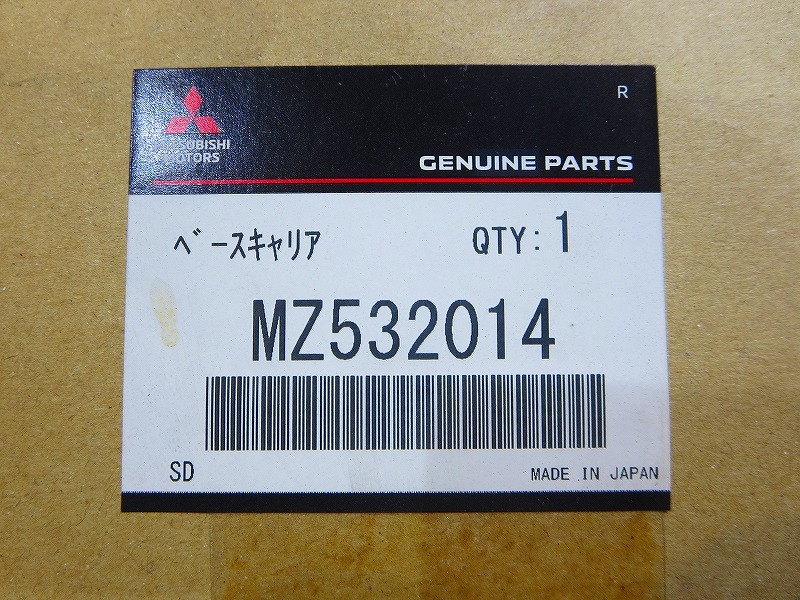 R
MITSUBISHI
MOTORS
GENUINE PARTS
ﾍﾞｰｽｷｬﾘｱ QTY: 1
MZ532014
SD MADE IN JAPAN